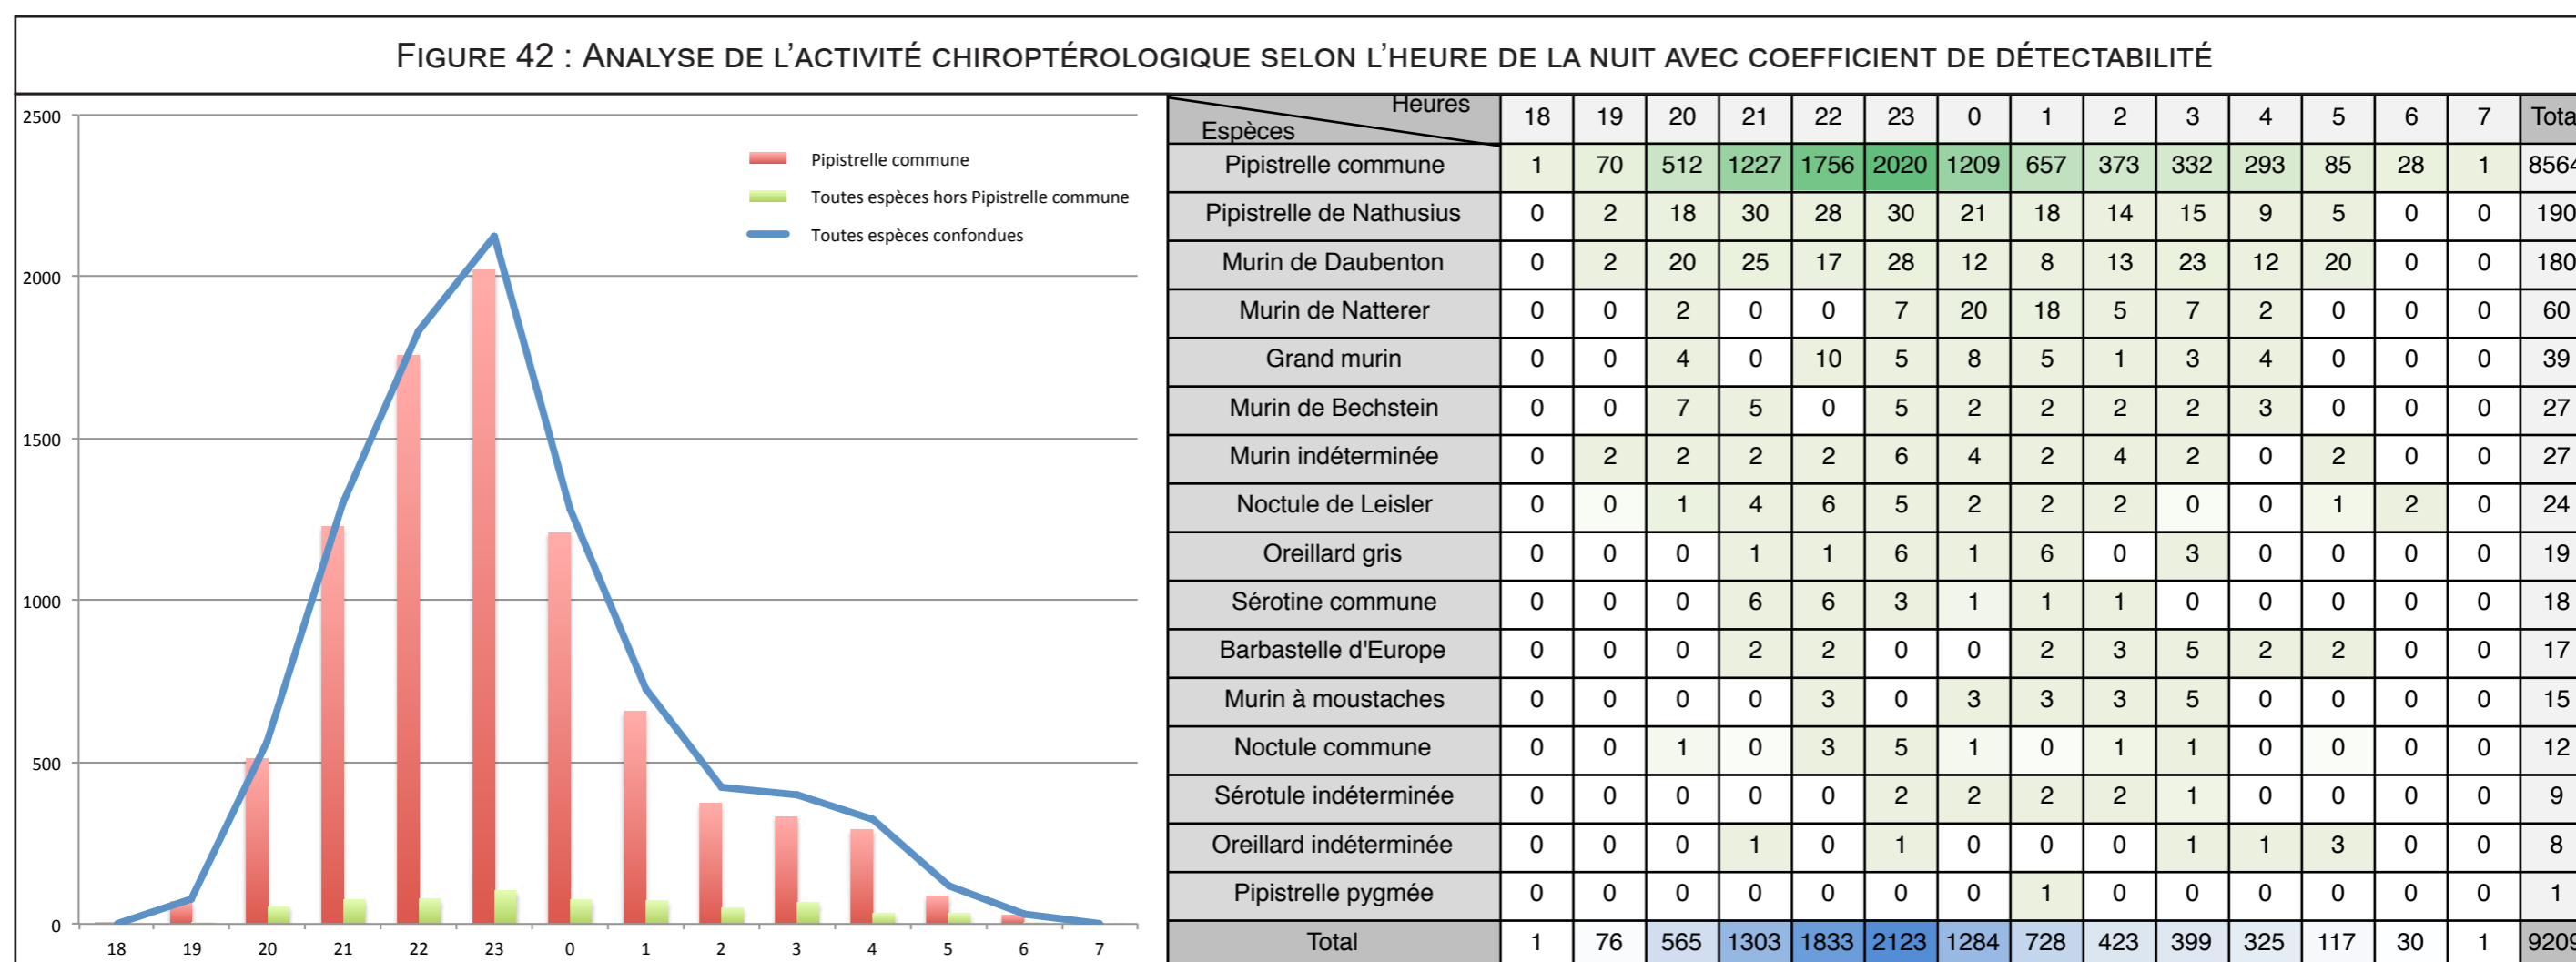 FIGURE 42 : ANALYSE DE L'ACTIVITÉ CHIROPTÉROLOGIQUE SELON L'HEURE DE LA NUIT AVEC COEFFICIENT DE DÉTECTABILITÉ
2500
2000
1500
1000
500
0
18 19 20 21 22 23 0 1 2 3 4 5 6 7
Pipistrelle commune
Toutes espèces hors Pipistrelle commune
Toutes espèces confondues
Heures
Espèces
18 19 20 21 22 23 0 1 2 3 4 5 6 7 Total
Pipistrelle commune 1 70 512 1227 1756 2020 1209 657 373 332 293 85 28 1 8564
Pipistrelle de Nathusius 0 2 18 30 28 30 21 18 14 15 9 5 0 0 190
Murin de Daubenton 0 2 20 25 17 28 12 8 13 23 12 20 0 0 180
Murin de Natterer 0 0 2 0 0 7 20 18 5 7 2 0 0 0 60
Grand murin 0 0 4 0 10 5 8 5 1 3 4 0 0 0 39
Murin de Bechstein 0 0 7 5 0 5 2 2 2 2 3 0 0 0 27
Murin indéterminée 0 2 2 2 2 6 4 2 4 2 0 2 0 0 27
Noctule de Leisler 0 0 1 4 6 5 2 2 2 0 0 1 2 0 24
Oreillard gris 0 0 0 1 1 6 1 6 0 3 0 0 0 0 19
Sérotine commune 0 0 0 6 6 3 1 1 1 0 0 0 0 0 18
Barbastelle d'Europe 0 0 0 2 2 0 0 2 3 5 2 2 0 0 17
Murin à moustaches 0 0 0 0 3 0 3 3 3 5 0 0 0 0 15
Noctule commune 0 0 1 0 3 5 1 0 1 1 0 0 0 0 12
Sérotule indéterminée 0 0 0 0 0 2 2 2 2 1 0 0 0 0 9
Oreillard indéterminée 0 0 0 1 0 1 0 0 0 1 1 3 0 0 8
Pipistrelle pygmée 0 0 0 0 0 0 0 1 0 0 0 0 0 0 1
Total 1 76 565 1303 1833 2123 1284 728 423 399 325 117 30 1 9209